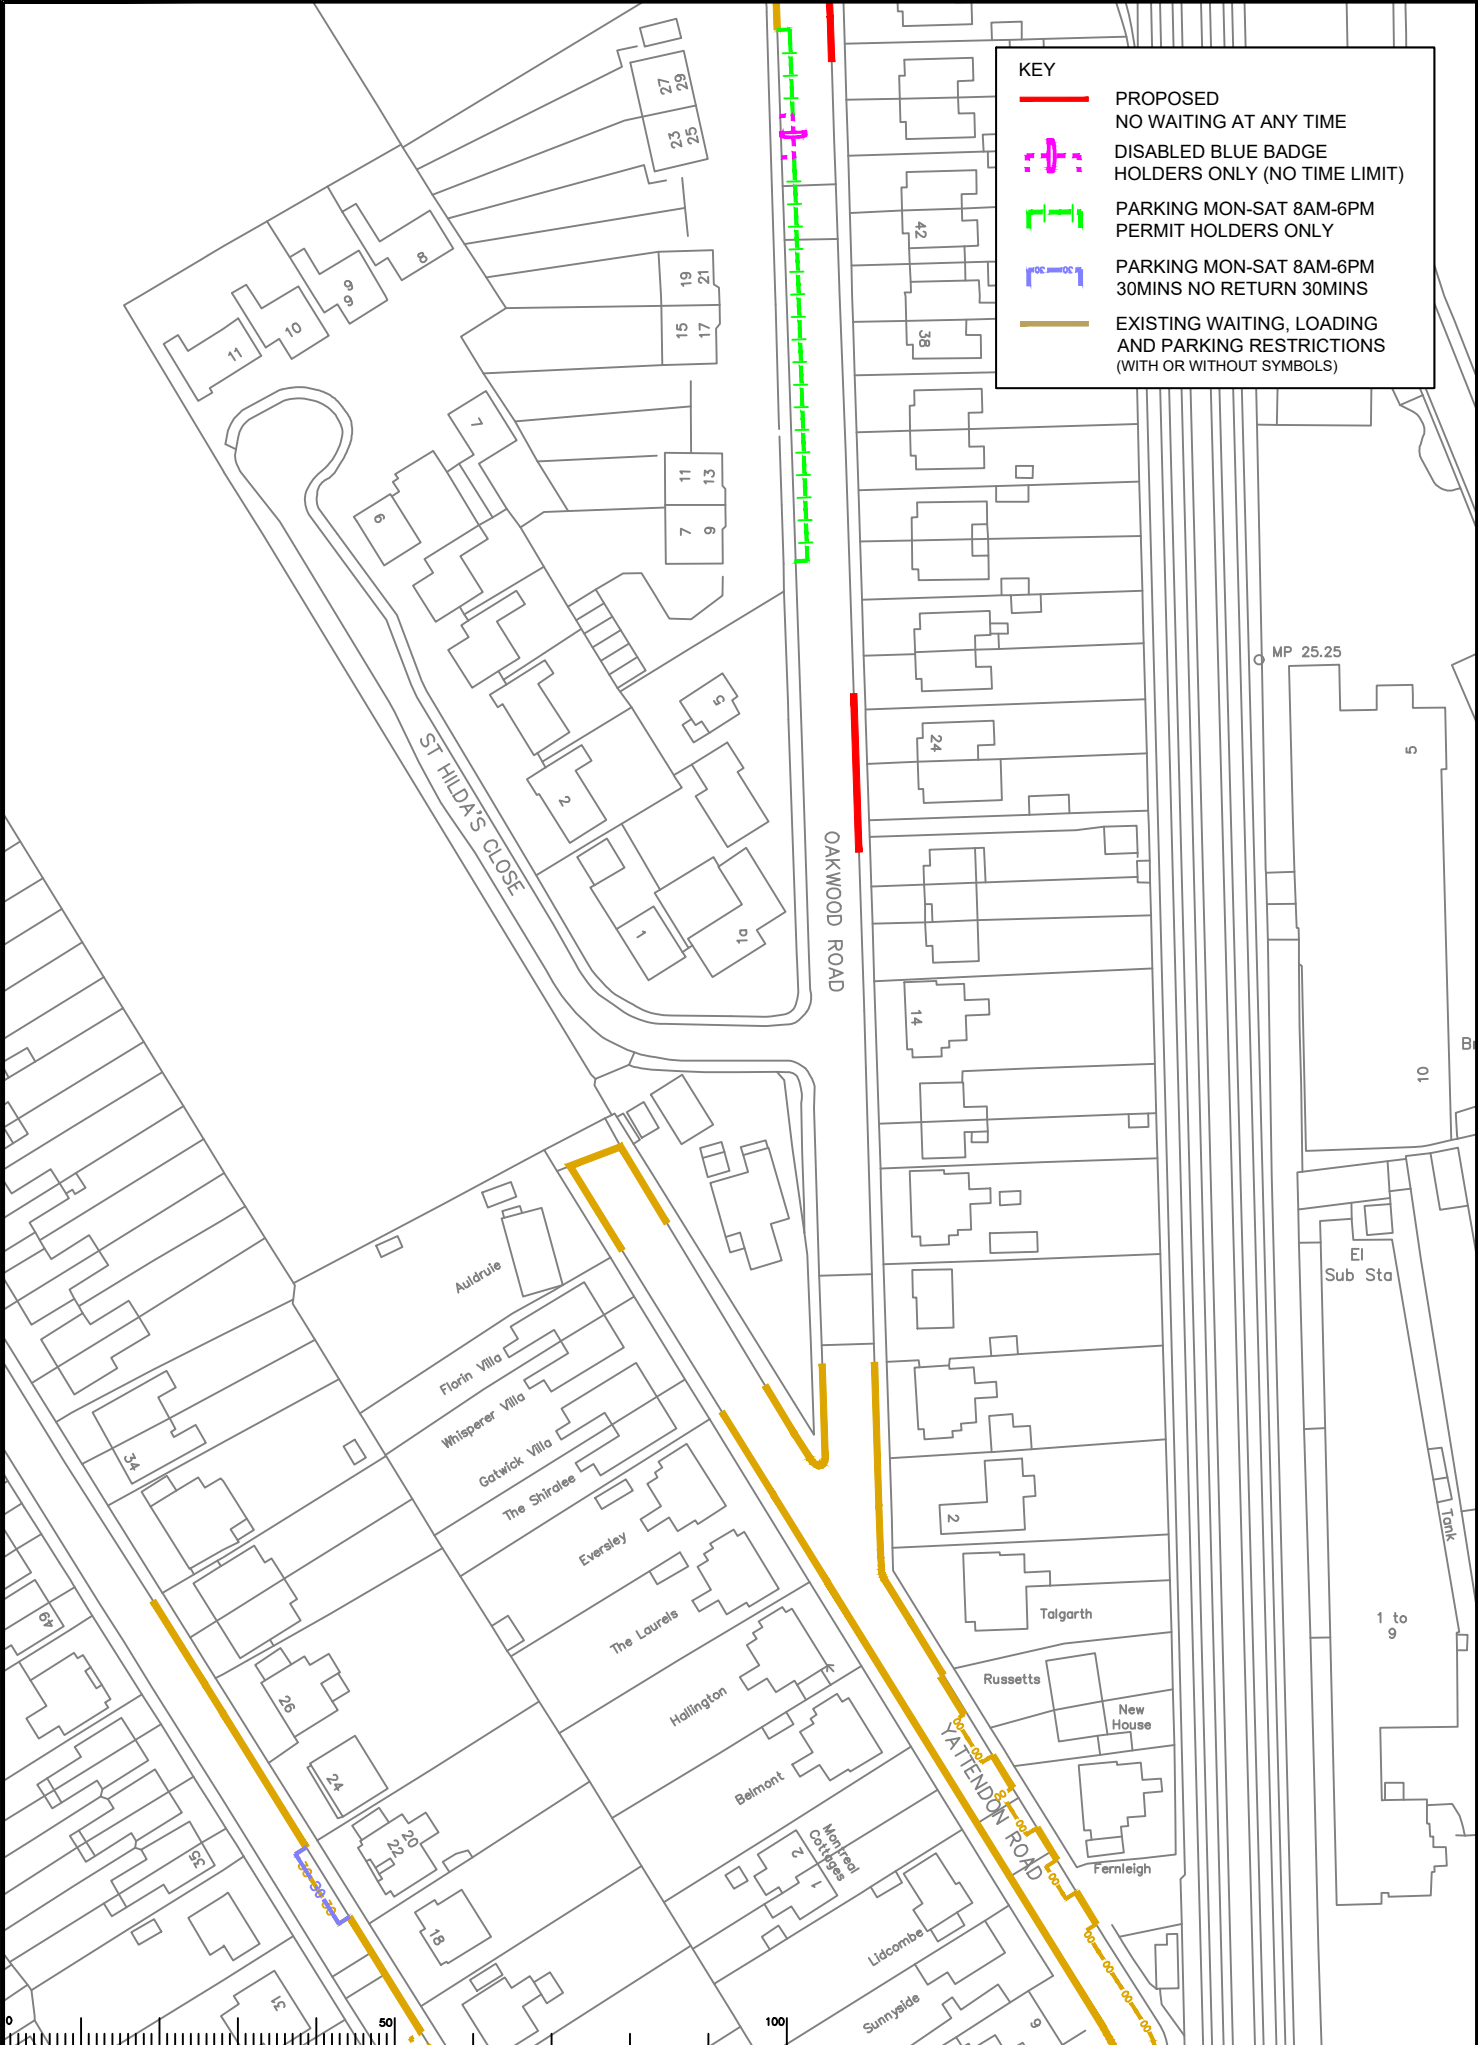 KEY
PROPOSED
NO WAITING AT ANY TIME
DISABLED BLUE BADGE
HOLDERS ONLY (NO TIME LIMIT)
PARKING MON-SAT 8AM-6PM
PERMIT HOLDERS ONLY
PARKING MON-SAT 8AM-6PM
30MINS NO RETURN 30MINS
EXISTING WAITING, LOADING
AND PARKING RESTRICTIONS
(WITH OR WITHOUT SYMBOLS)
27
29
23
25
42
8
19
21
9
9
10
15
17
38
11
7
11
13
6
7
9
MP 25.25
5
24
5
2
ST HILDA'S CLOSE
OAKWOOD ROAD
1
1a
14
10
El
Sub Sta
Auldruie
Florin Villa
Whisperer Villa
Gatwick Villa
The Shiralee
34
Eversley
2
Tank
49
The Laurels
Talgarth
1 to
9
Russetts
Hallington
26
New
House
YATTENDON ROAD
24
Belmont
20
22
Montreal
Cottages
2
1
35
Fernleigh
18
Lidcombe
31
Sunnyside
9
0
50
100